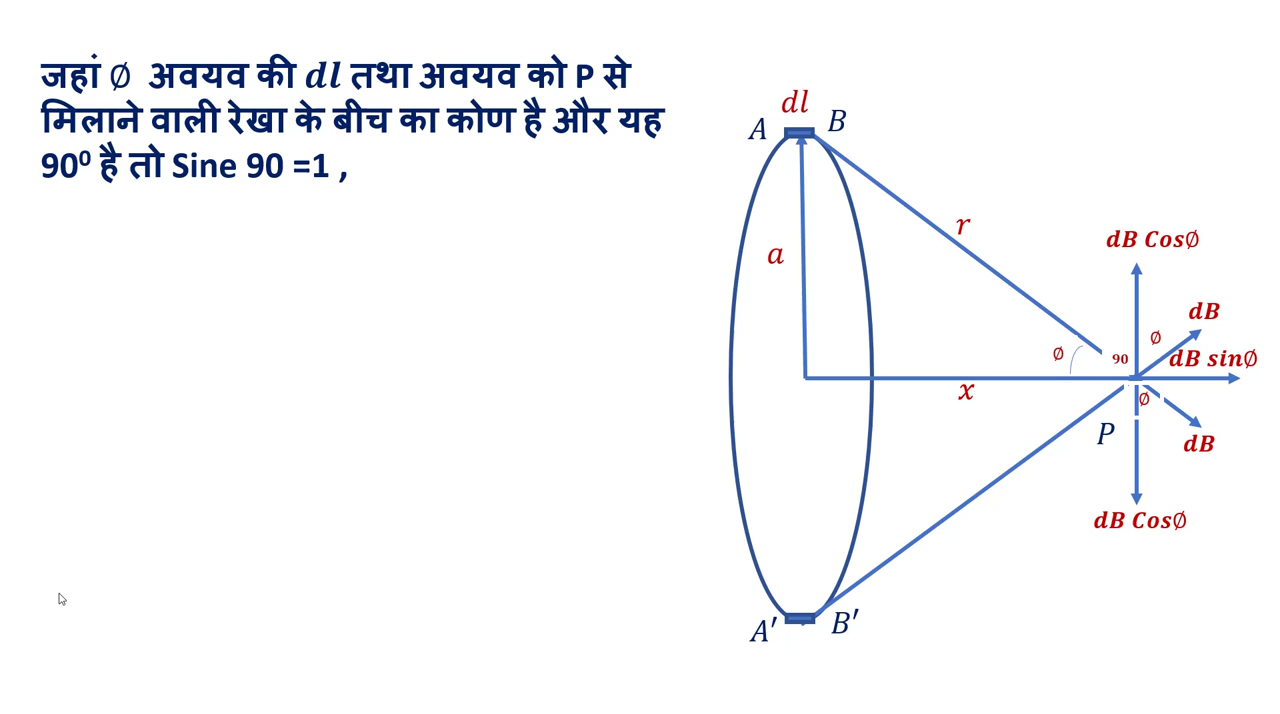 जहां ∅ अवयव की dl तथा अवयव को P से
मिलाने वाली रेखा के बीच का कोण है और यह
90⁰ है तो Sine 90 =1 ,
dl
A
B
r
a
dB Cos∅
dB
∅
∅
90
dB sin∅
x
∅
P
dB
dB Cos∅
A′
B′